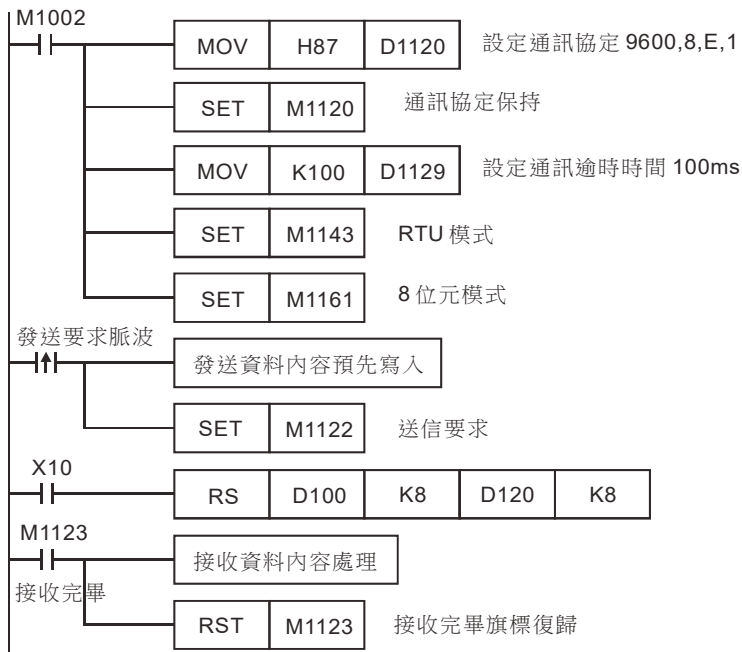 M1002
MOV H87 D1120 設定通訊協定 9600,8,E,1
SET M1120 通訊協定保持
MOV K100 D1129 設定通訊逾時時間 100ms
SET M1143 RTU 模式
SET M1161 8 位元模式
發送要求脈波
發送資料內容預先寫入
SET M1122 送信要求
X10
RS D100 K8 D120 K8
M1123
接收資料內容處理
接收完畢
RST M1123 接收完畢旗標復歸